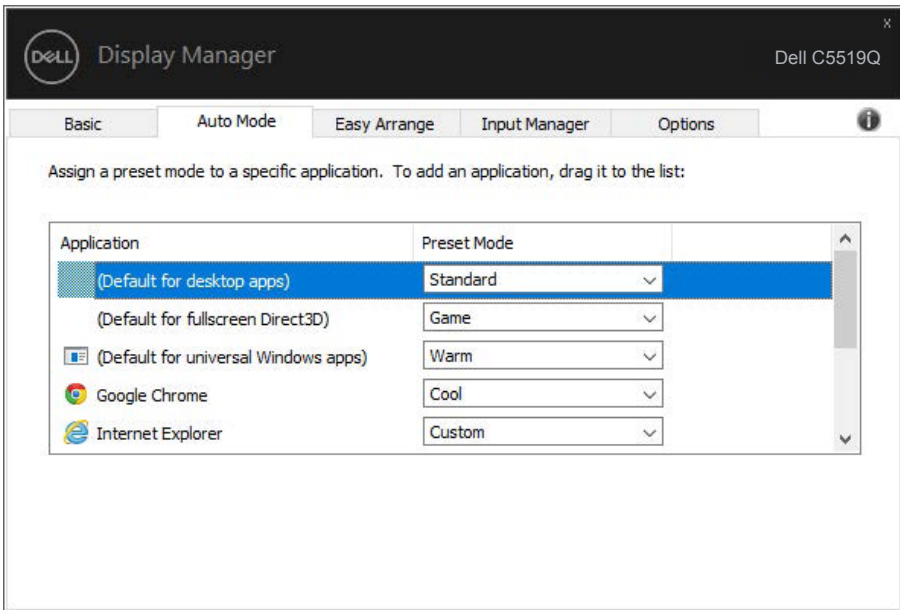 x
DELL Display Manager
Dell C5519Q
Basic Auto Mode Easy Arrange Input Manager Options i
Assign a preset mode to a specific application. To add an application, drag it to the list:
Application Preset Mode
(Default for desktop apps) Standard
(Default for fullscreen Direct3D) Game
(Default for universal Windows apps) Warm
Google Chrome Cool
Internet Explorer Custom